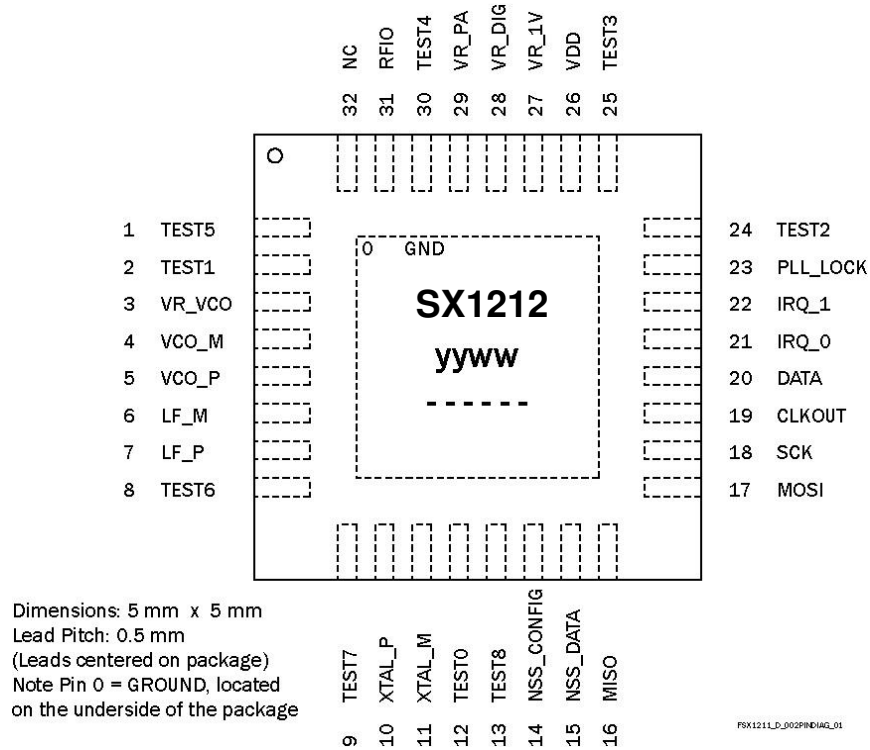 32 NC
31 RFIO
30 TEST4
29 VR_PA
28 VR_DIG
27 VR_1V
26 VDD
25 TEST3
1 TEST5
2 TEST1
3 VR_VCO
4 VCO_M
5 VCO_P
6 LF_M
7 LF_P
8 TEST6
0 GND
SX1212
yyww
------
24 TEST2
23 PLL_LOCK
22 IRQ_1
21 IRQ_0
20 DATA
19 CLKOUT
18 SCK
17 MOSI
9 TEST7
10 XTAL_P
11 XTAL_M
12 TEST0
13 TEST8
14 NSS_CONFIG
15 NSS_DATA
16 MISO
Dimensions: 5 mm x 5 mm
Lead Pitch: 0.5 mm
(Leads centered on package)
Note Pin 0 = GROUND, located
on the underside of the package
FSX1211_D_002PINDIAG_01